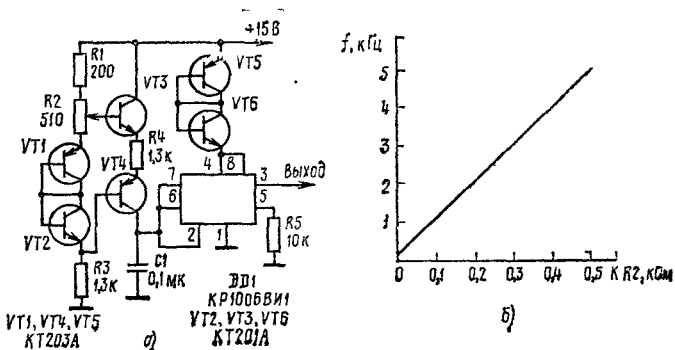 +15В
R1
200
R2
510
VT1
VT2
R3
1,3к
VT3
R4
1,3к
VT4
C1
0,1 мк
VT5
VT6
4
8
7
6
2
1
3
5
Выход
R5
10к
BD1
КР1006ВИ1
VT1, VT4, VT5
КТ203А
VT2, VT3, VT6
КТ201А
а)
f, кГц
5
4
3
2
1
0
0,1
0,2
0,3
0,4
0,5
К R2, кОм
б)